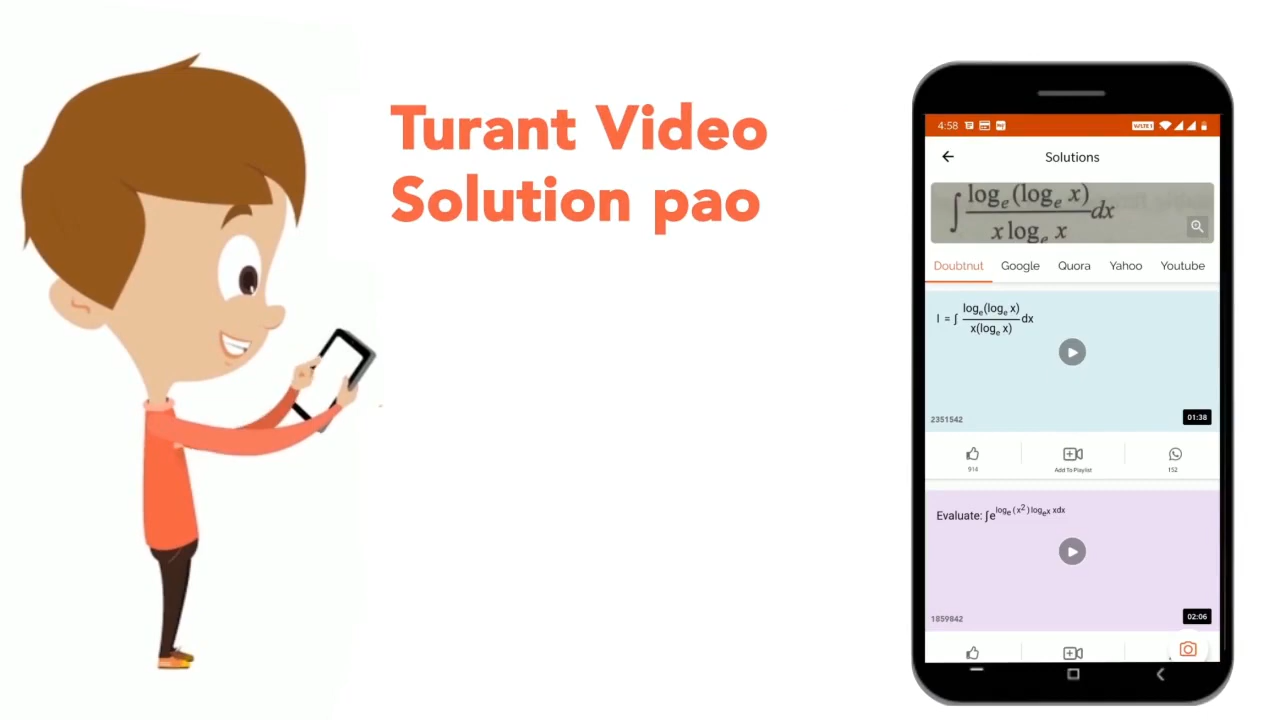 Turant Video
Solution pao
4:58
Solutions
∫ logₑ(logₑ x) / x logₑ x dx
Doubtnut Google Quora Yahoo Youtube
I = ∫ logₑ(logₑ x) / x(logₑ x) dx
2351542 01:38
914 Add To Playlist 152
Evaluate: ∫e^logₑ(x²)logₑx xdx
1859842 02:06